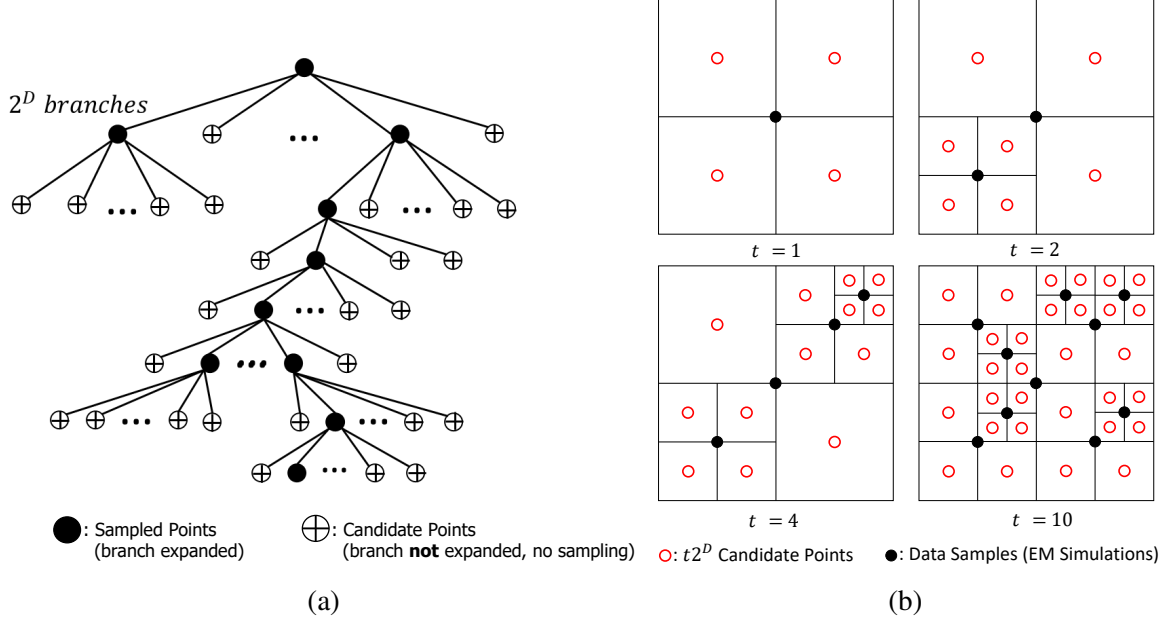 2^D branches
...
...
...
...
...
...
...
...
...
: Sampled Points
(branch expanded)
: Candidate Points
(branch not expanded, no sampling)
(a)
t = 1
t = 2
t = 4
t = 10
: t2^D Candidate Points
: Data Samples (EM Simulations)
(b)